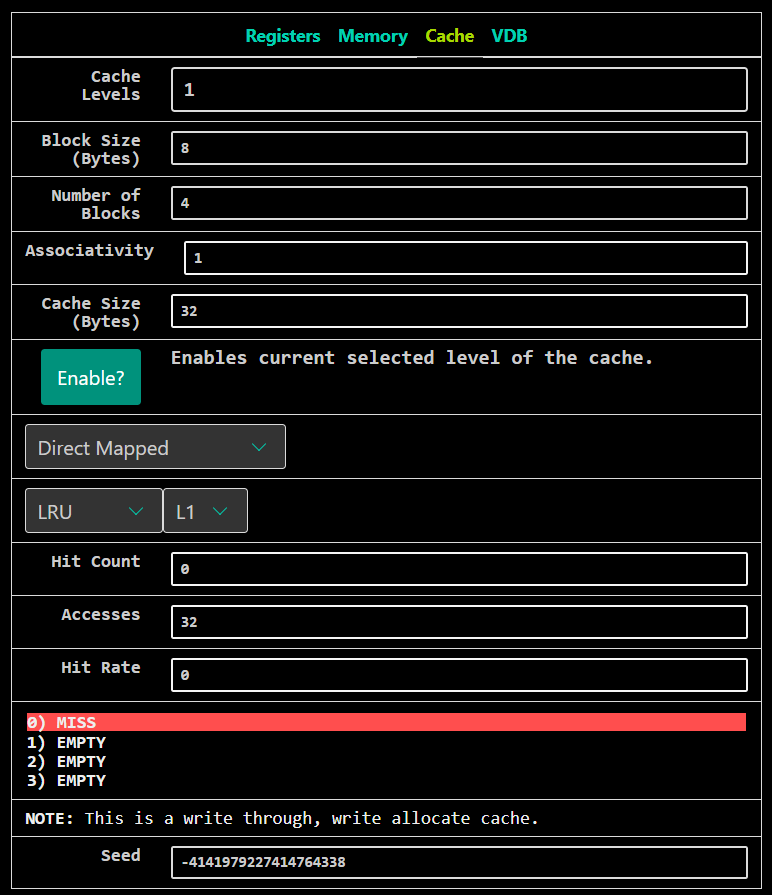 Registers Memory Cache VDB
Cache
Levels
1
Block Size
(Bytes)
8
Number of
Blocks
4
Associativity
1
Cache Size
(Bytes)
32
Enable?
Enables current selected level of the cache.
Direct Mapped
LRU L1
Hit Count
0
Accesses
32
Hit Rate
0
0) MISS
1) EMPTY
2) EMPTY
3) EMPTY
NOTE: This is a write through, write allocate cache.
Seed
-4141979227414764338